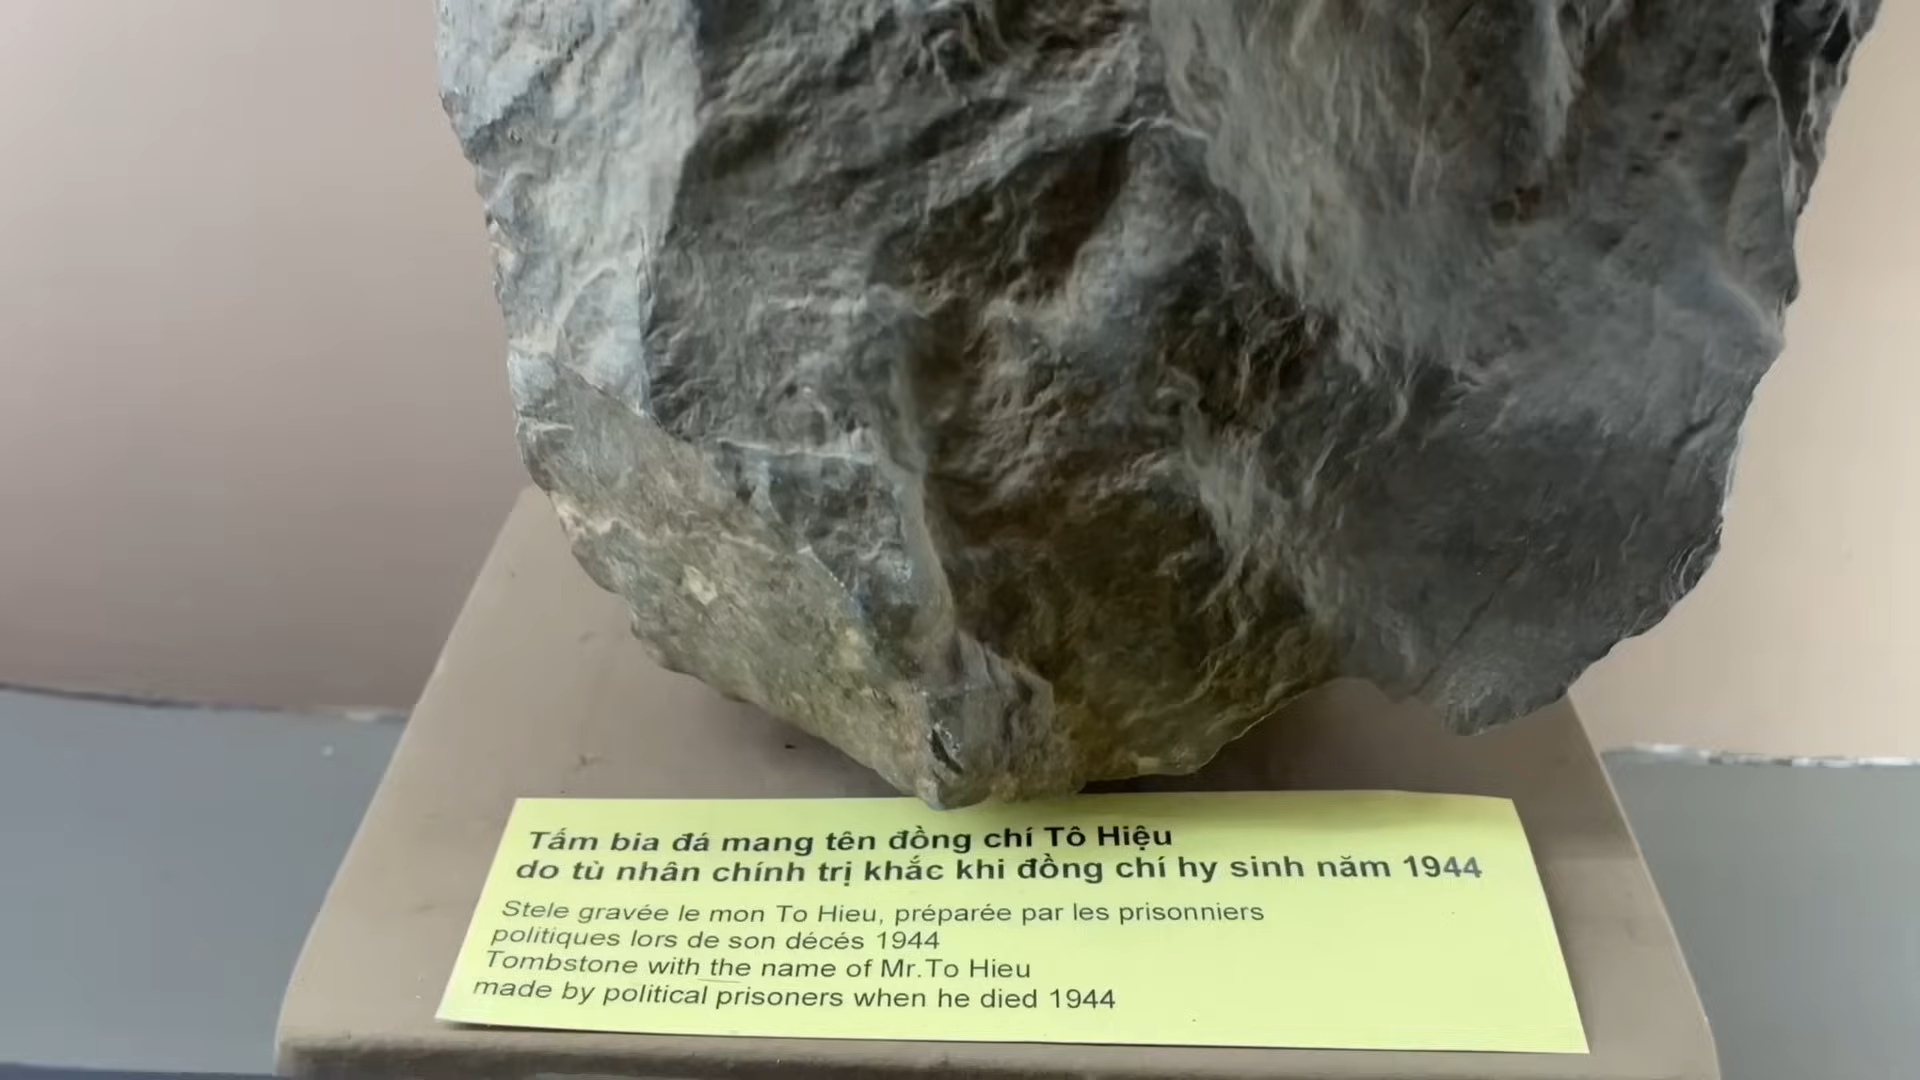 Tấm bia đá mang tên đồng chí Tô Hiệu
do tù nhân chính trị khắc khi đồng chí hy sinh năm 1944
Stele gravée le mon To Hieu, préparée par les prisonniers
politiques lors de son décés 1944
Tombstone with the name of Mr.To Hieu
made by political prisoners when he died 1944